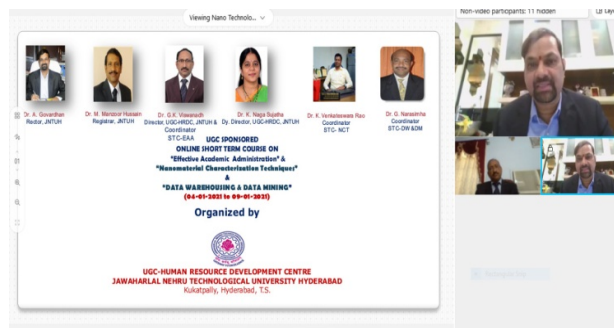 Viewing Nano Technolo...
Non-video participants: 11 hidden
Dr. A. Govardhan
Rector, JNTUH
Dr. M. Manzoor Hussain
Registrar, JNTUH
Dr. G.K. Viswanadh
Director, UGC-HRDC, JNTUH &
Coordinator
STC-EAA
Dr. K. Naga Sujatha
Dy. Director, UGC-HRDC, JNTUH
Dr. K. Venkateswara Rao
Coordinator
STC- NCT
Dr. G. Narasimha
Coordinator
STC-DW &DM
UGC SPONSORED
ONLINE SHORT TERM COURSE ON
"Effective Academic Administration" &
"Nanomaterial Characterization Techniques"
&
"DATA WAREHOUSING & DATA MINING"
(04-01-2021 to 09-01-2021)
Organized by
UGC-HUMAN RESOURCE DEVELOPMENT CENTRE
JAWAHARLAL NEHRU TECHNOLOGICAL UNIVERSITY HYDERABAD
Kukatpally, Hyderabad, T.S.